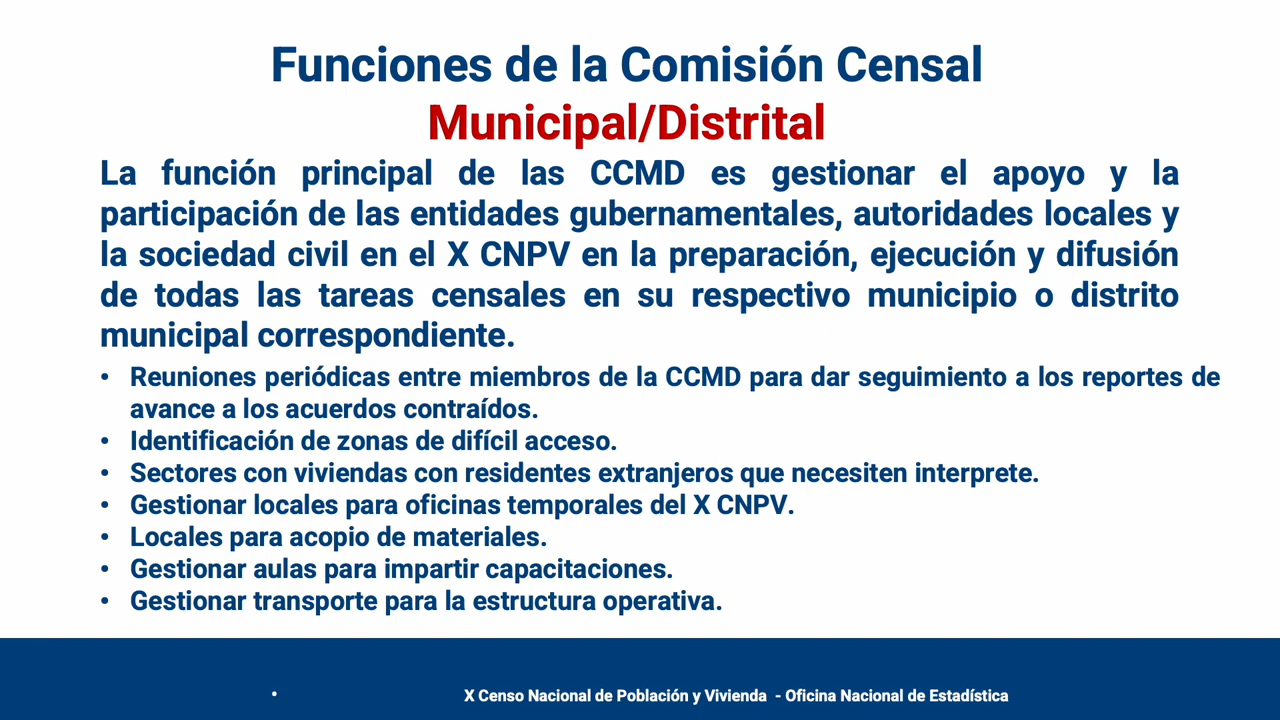 Funciones de la Comisión Censal
Municipal/Distrital
La función principal de las CCMD es gestionar el apoyo y la
participación de las entidades gubernamentales, autoridades locales y
la sociedad civil en el X CNPV en la preparación, ejecución y difusión
de todas las tareas censales en su respectivo municipio o distrito
municipal correspondiente.
• Reuniones periódicas entre miembros de la CCMD para dar seguimiento a los reportes de
avance a los acuerdos contraídos.
• Identificación de zonas de difícil acceso.
• Sectores con viviendas con residentes extranjeros que necesiten interprete.
• Gestionar locales para oficinas temporales del X CNPV.
• Locales para acopio de materiales.
• Gestionar aulas para impartir capacitaciones.
• Gestionar transporte para la estructura operativa.
• X Censo Nacional de Población y Vivienda - Oficina Nacional de Estadística